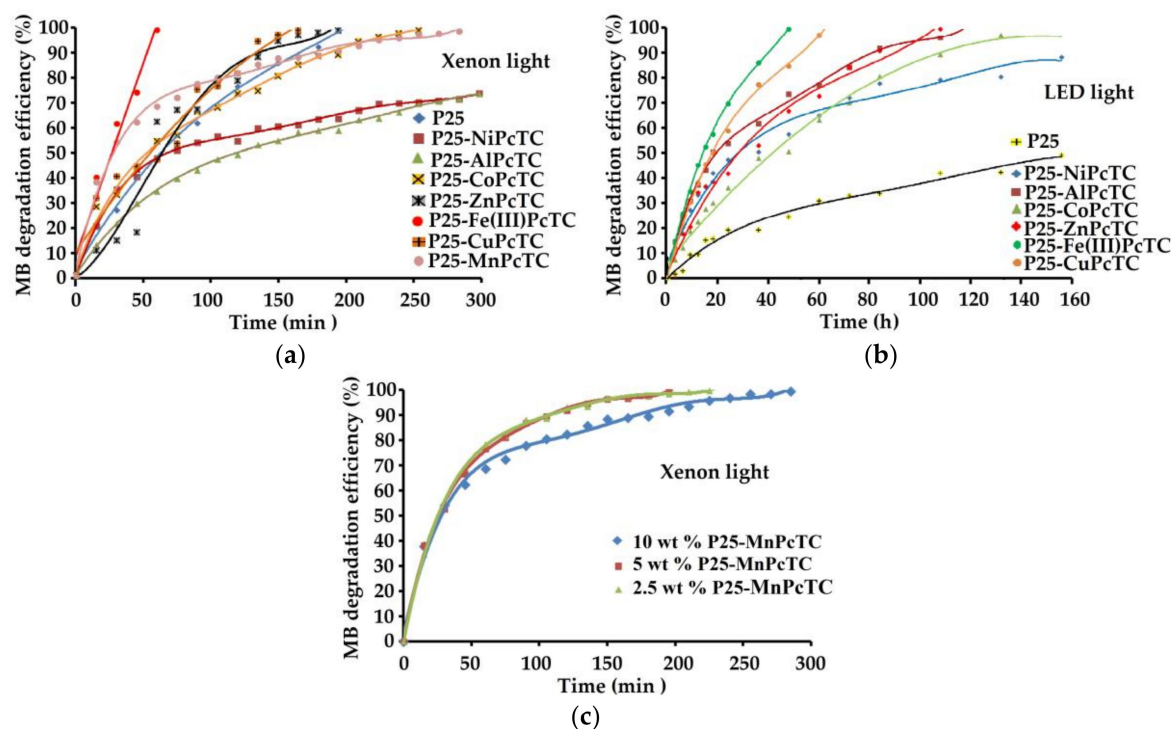 MB degradation efficiency (%)
100
90
80
70
60
50
40
30
20
10
0
Xenon light
P25
P25-NiPcTC
P25-AlPcTC
P25-CoPcTC
P25-ZnPcTC
P25-Fe(III)PcTC
P25-CuPcTC
P25-MnPcTC
0 50 100 150 200 250 300
Time (min )
(a)
MB degradation efficiency (%)
100
90
80
70
60
50
40
30
20
10
0
LED light
P25
P25-NiPcTC
P25-AlPcTC
P25-CoPcTC
P25-ZnPcTC
P25-Fe(III)PcTC
P25-CuPcTC
0 20 40 60 80 100 120 140 160
Time (h)
(b)
MB degradation efficiency (%)
100
90
80
70
60
50
40
30
20
10
0
Xenon light
10 wt % P25-MnPcTC
5 wt % P25-MnPcTC
2.5 wt % P25-MnPcTC
0 50 100 150 200 250 300
Time (min )
(c)